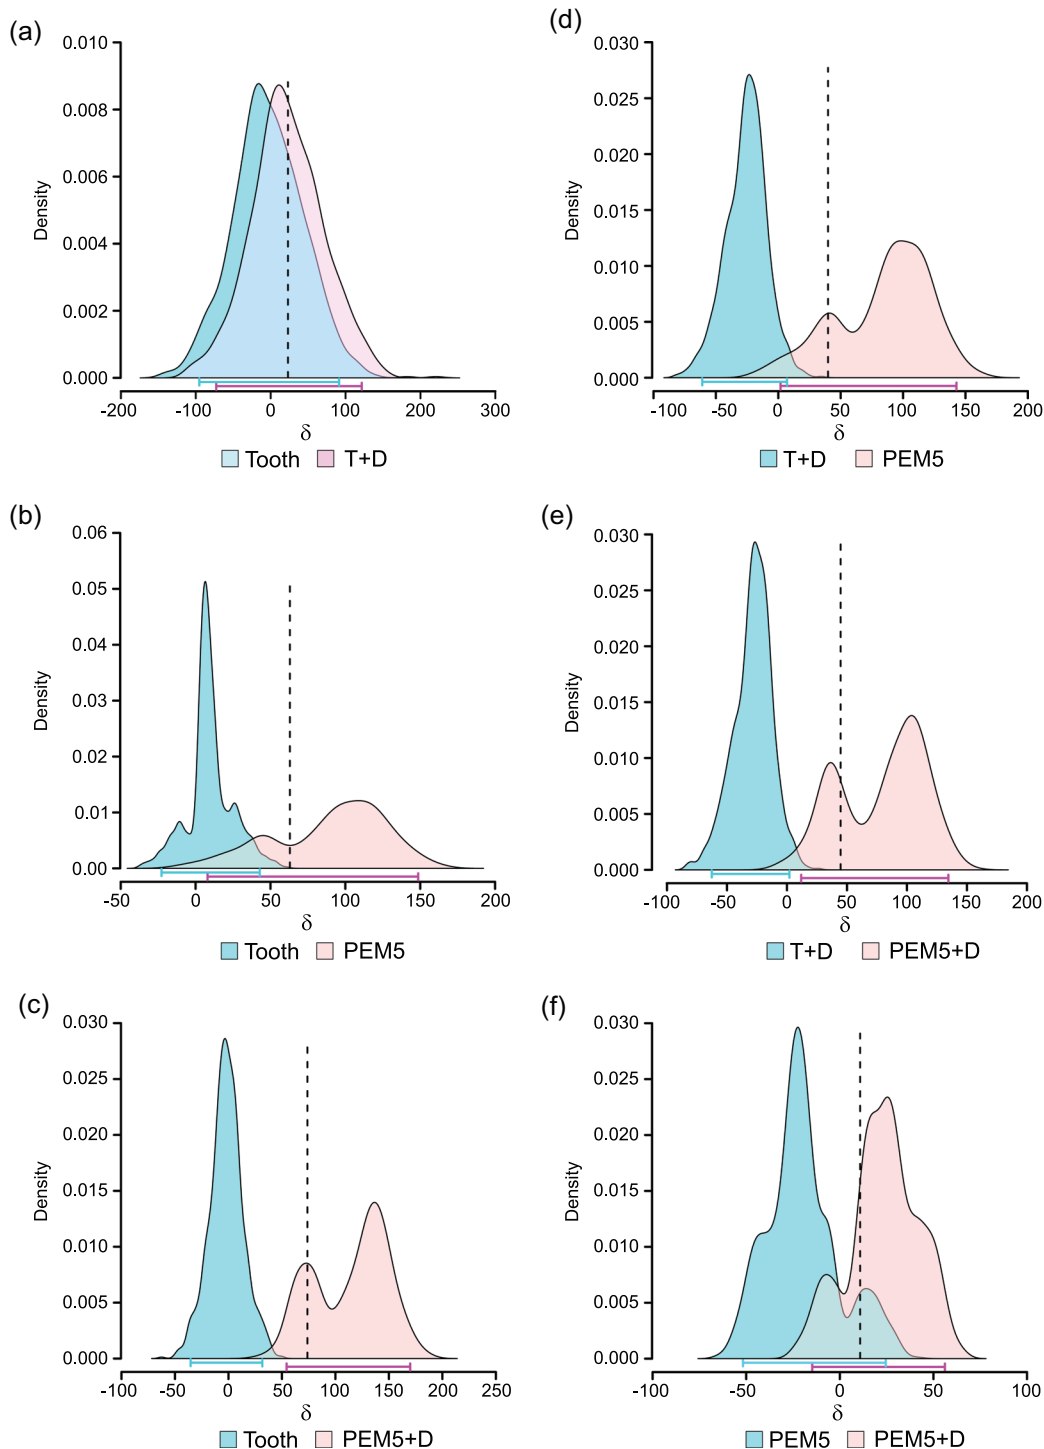 (a)
0.010
0.008
0.006
0.004
0.002
0.000
Density
-200 -100 0 100 200 300
δ
Tooth T+D
(b)
0.06
0.05
0.04
0.03
0.02
0.01
0.00
Density
-50 0 50 100 150 200
δ
Tooth PEM5
(c)
0.030
0.025
0.020
0.015
0.010
0.005
0.000
Density
-100 -50 0 50 100 150 200 250
δ
Tooth PEM5+D
(d)
0.030
0.025
0.020
0.015
0.010
0.005
0.000
Density
-100 -50 0 50 100 150 200
δ
T+D PEM5
(e)
0.030
0.025
0.020
0.015
0.010
0.005
0.000
Density
-100 -50 0 50 100 150 200
δ
T+D PEM5+D
(f)
0.030
0.025
0.020
0.015
0.010
0.005
0.000
Density
-100 -50 0 50 100
δ
PEM5 PEM5+D